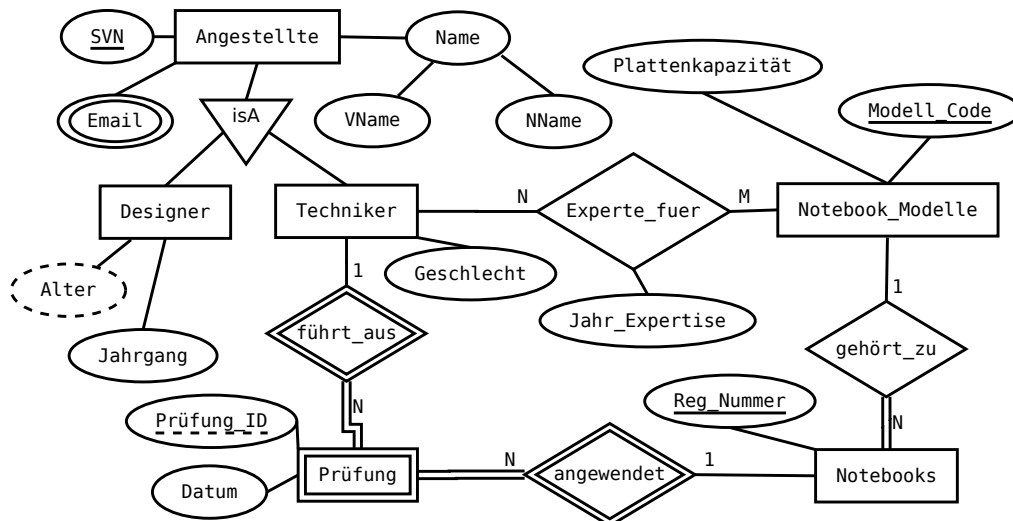 SVN
Angestellte
Name
Plattenkapazität
Email
isA
VName
NName
Modell_Code
Designer
Techniker
N
Experte_fuer
M
Notebook_Modelle
Alter
1
Geschlecht
1
Jahrgang
führt_aus
Jahr_Expertise
gehört_zu
Prüfung_ID
N
Reg_Nummer
N
Datum
Prüfung
N
angewendet
1
Notebooks